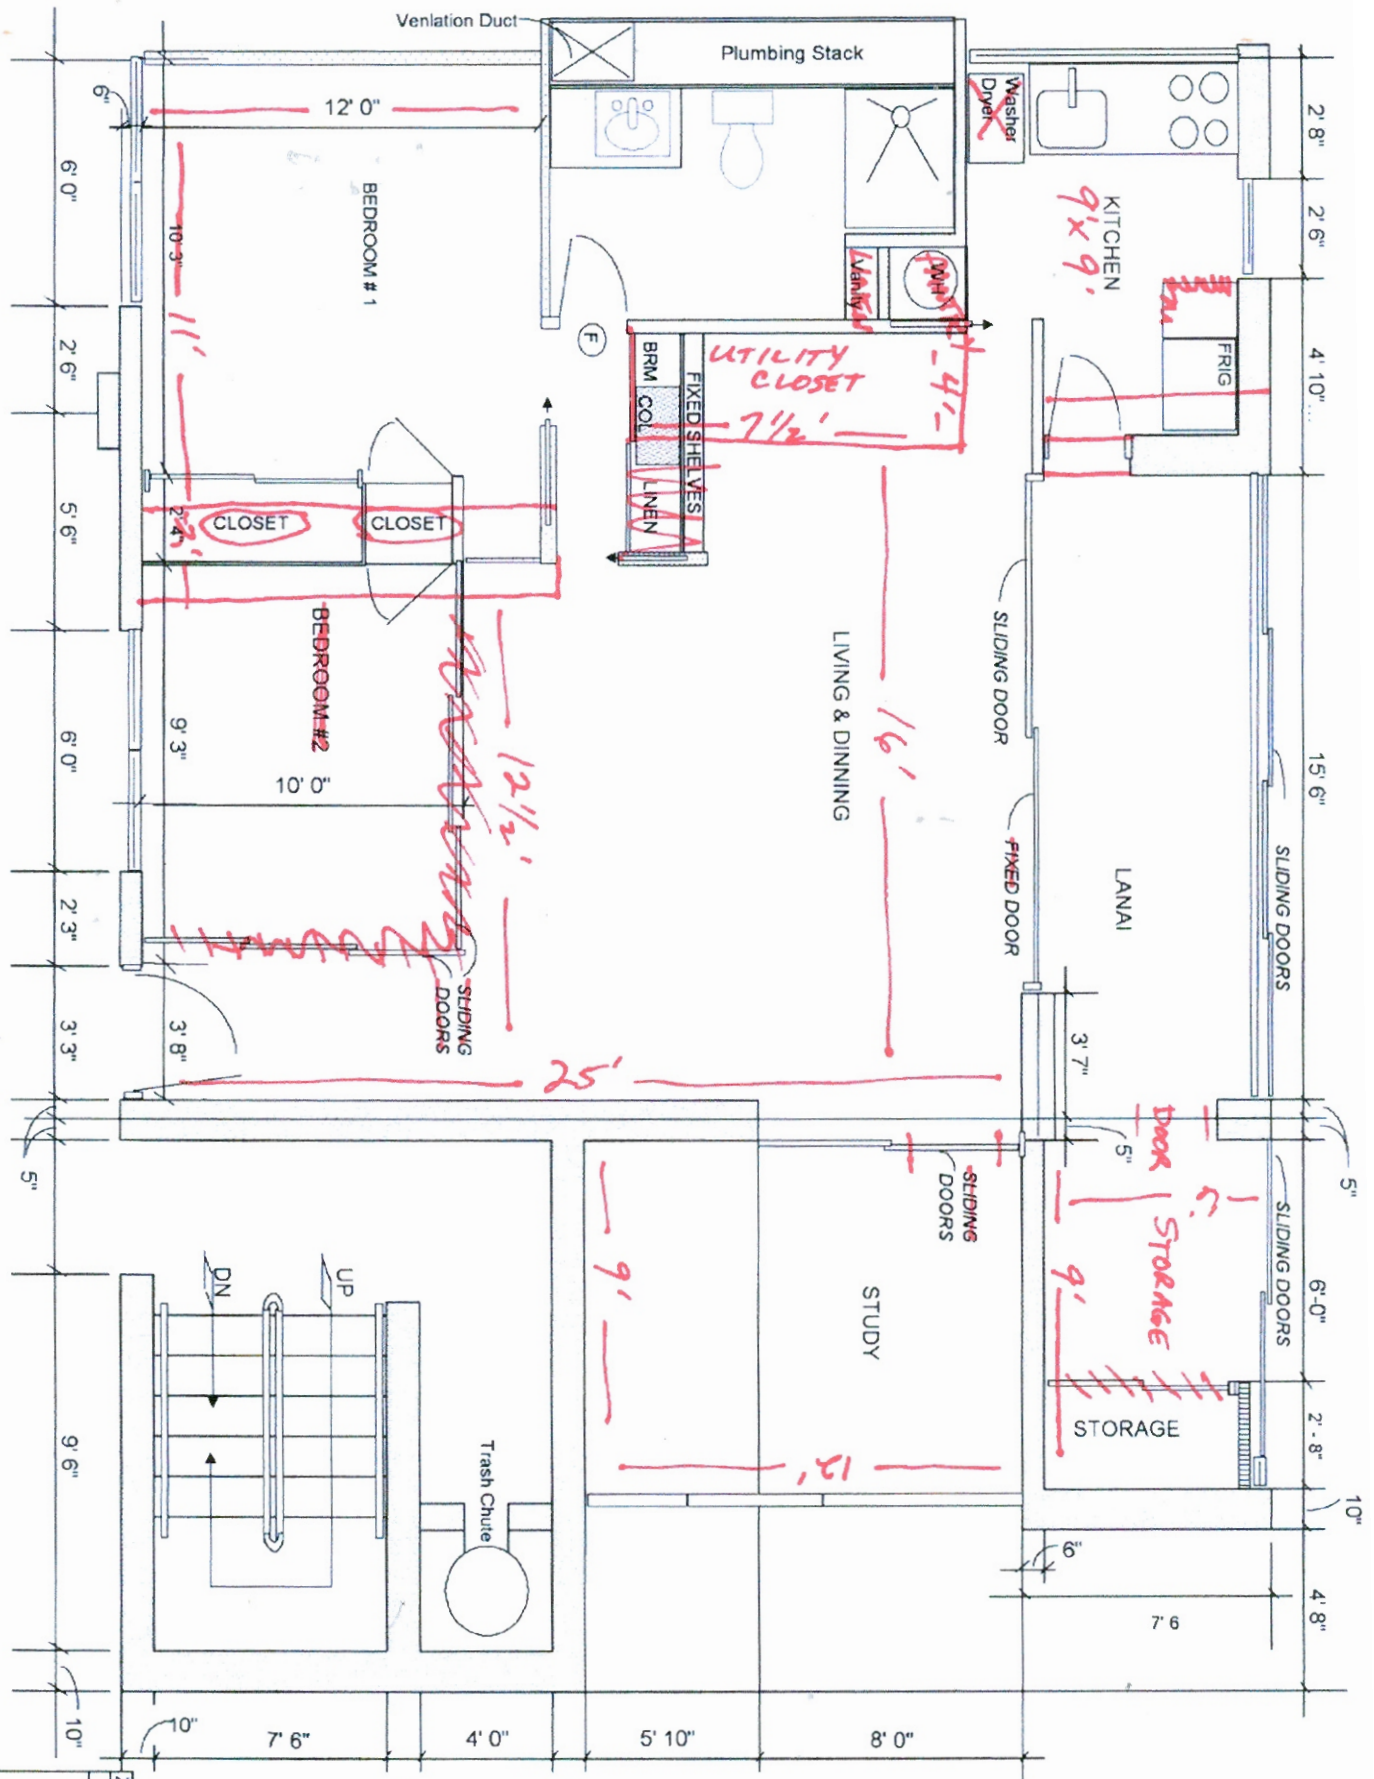 Venlation Duct
Plumbing Stack
Washer
Dryer
2' 8"
6"
12' 0"
6' 0"
10' 3"
11'
BEDROOM # 1
KITCHEN
9' x 9'
2' 6"
Vanity
WH
F
BRM
COL
LINEN
FIXED SHELVES
UTILITY
CLOSET
4'
7 1/2'
FRIG
4' 10"
2' 6"
5' 6"
2' 4"
CLOSET
CLOSET
BEDROOM #2
9' 3"
10' 0"
6' 0"
12 1/2'
16'
LIVING & DINNING
SLIDING DOOR
FIXED DOOR
LANAI
15' 6"
SLIDING DOORS
2' 3"
3' 3"
3' 8"
SLIDING
DOORS
25'
3' 7"
5"
5"
5"
DOOR
STORAGE
9'
SLIDING DOORS
6'-0"
SLIDING
DOORS
9'
STUDY
12'
DN
UP
Trash Chute
STORAGE
2' - 8"
10"
6"
7' 6
4' 8"
9' 6"
10"
10"
7' 6"
4' 0"
5' 10"
8' 0"